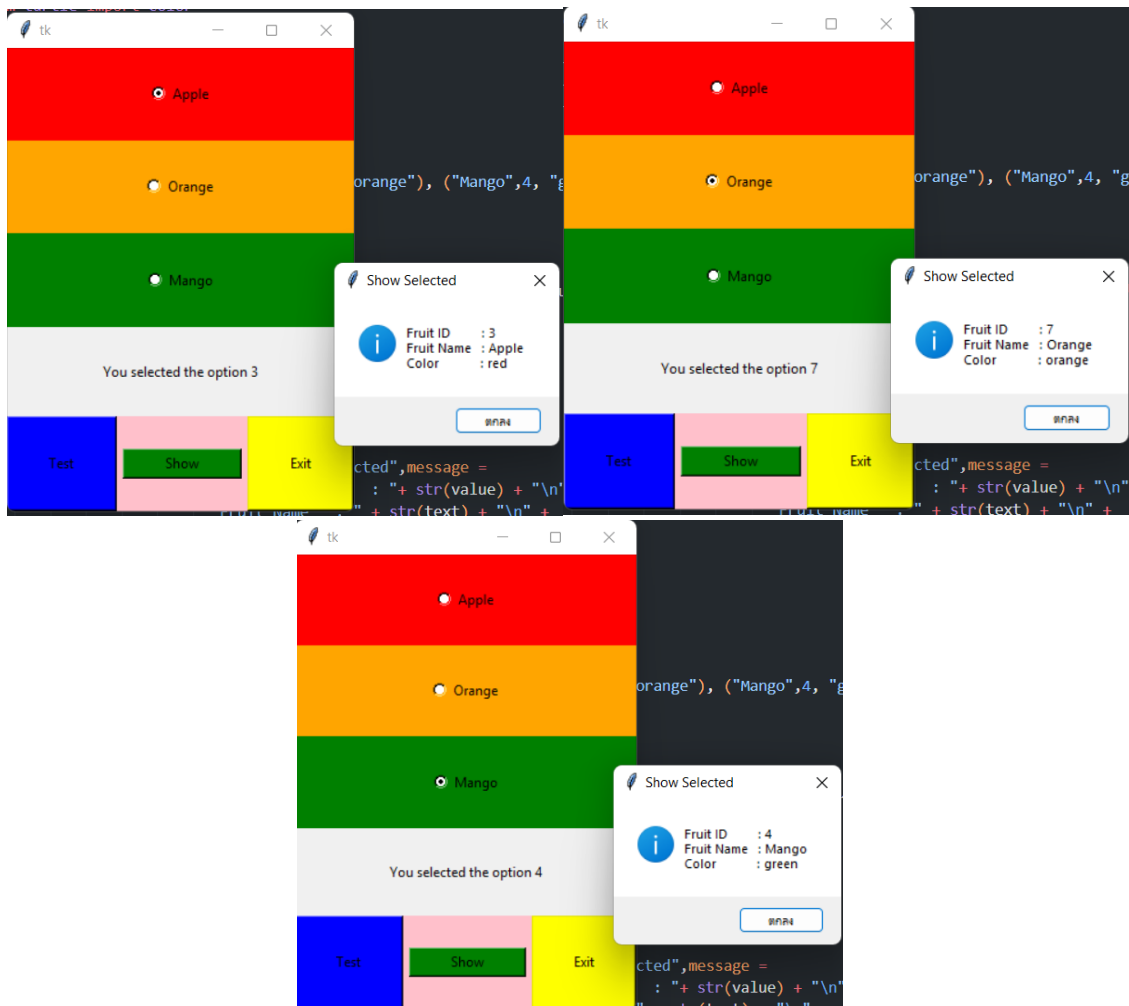 tk
Apple
Orange
orange"), ("Mango",4, "g
Mango
Show Selected
Fruit ID : 3
Fruit Name : Apple
Color : red
ตกลง
You selected the option 3
Test
Show
Exit
cted",message =
: "+ str(value) + "\n"
" + str(text) + "\n" +
tk
Apple
Orange
orange"), ("Mango",4, "g
Mango
Show Selected
Fruit ID : 7
Fruit Name : Orange
Color : orange
ตกลง
You selected the option 7
Test
Show
Exit
cted",message =
: "+ str(value) + "\n"
Fruit Name : " + str(text) + "\n" +
tk
Apple
Orange
orange"), ("Mango",4, "g
Mango
Show Selected
Fruit ID : 4
Fruit Name : Mango
Color : green
ตกลง
You selected the option 4
Test
Show
Exit
cted",message =
: "+ str(value) + "\n"